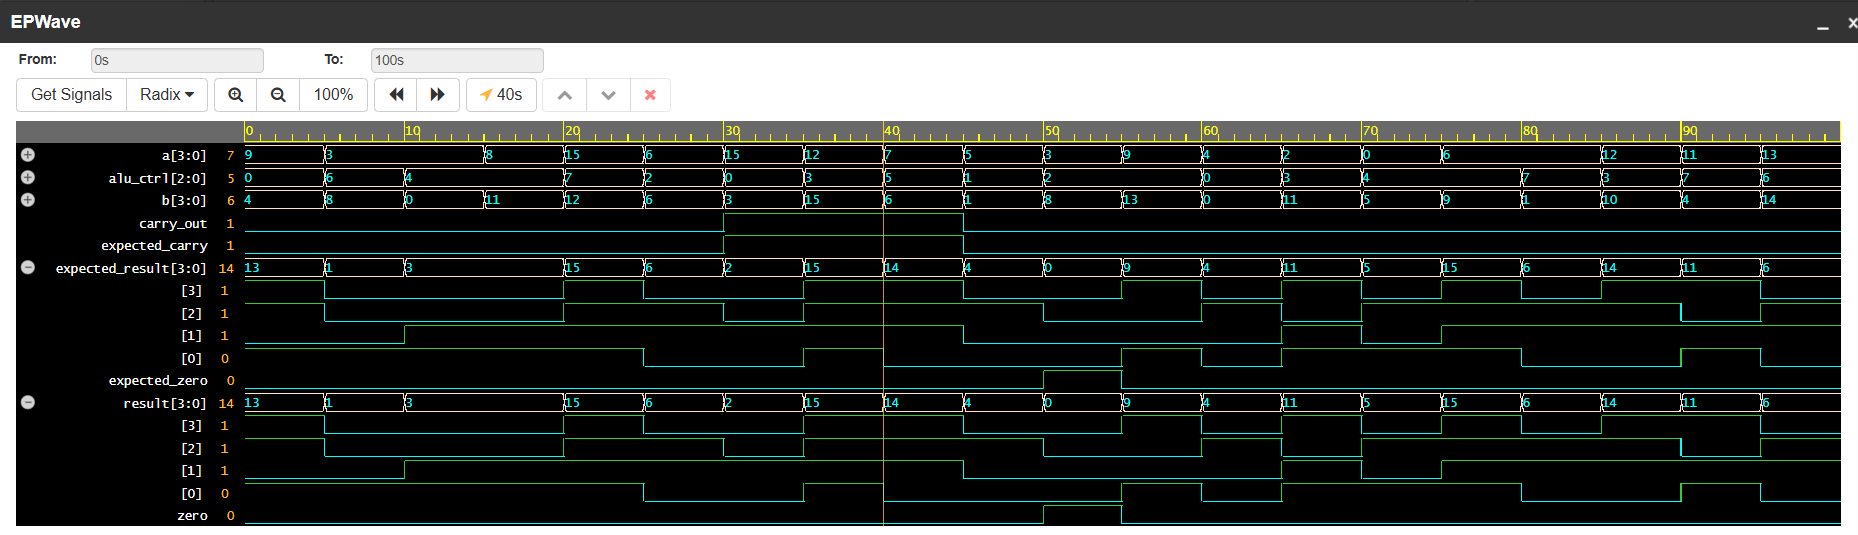 EPWave
From: 0s To: 100s
Get Signals Radix 100% 40s
0 10 20 30 40 50 60 70 80 90
a[3:0] 7 9 3 8 15 6 15 12 7 5 3 9 4 2 0 6 12 11 13
alu_ctrl[2:0] 5 0 6 4 7 2 0 3 5 1 2 0 3 4 7 3 7 6
b[3:0] 6 4 8 0 11 12 6 3 15 6 1 8 13 0 11 5 9 1 10 4 14
carry_out 1
expected_carry 1
expected_result[3:0] 14 13 1 3 15 6 2 15 14 4 0 9 4 11 5 15 6 14 11 6
[3] 1
[2] 1
[1] 1
[0] 0
expected_zero 0
result[3:0] 14 13 1 3 15 6 2 15 14 4 0 9 4 11 5 15 6 14 11 6
[3] 1
[2] 1
[1] 1
[0] 0
zero 0